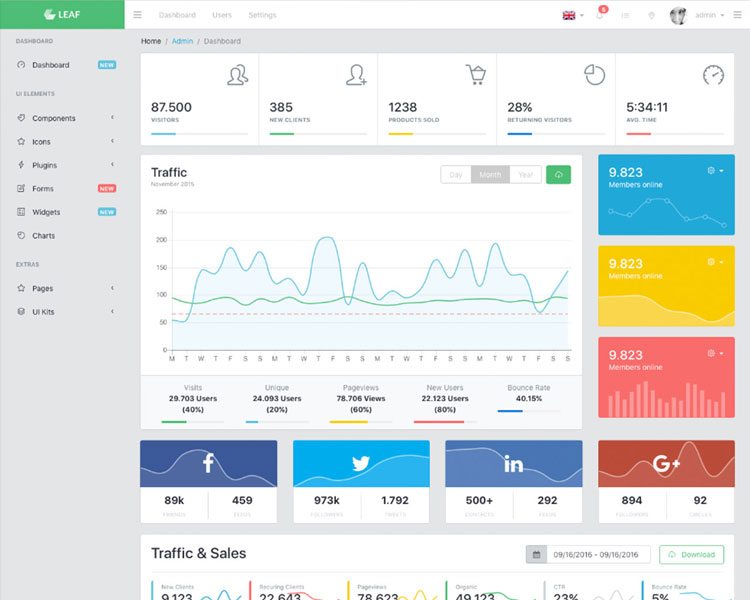 LEAF
Dashboard Users Settings
5
admin
DASHBOARD
Dashboard NEW
UI ELEMENTS
Components
Icons
Plugins
Forms NEW
Widgets NEW
Charts
EXTRAS
Pages
UI Kits
Home / Admin / Dashboard
87.500
VISITORS
385
NEW CLIENTS
1238
PRODUCTS SOLD
28%
RETURNING VISITORS
5:34:11
AVG. TIME
Traffic
November 2015
Day Month Year
250
200
150
100
50
0
M T W T F S S M T W T F S S M T W T F S S M T W T F S S
Visits
29.703 Users
(40%)
Unique
24.093 Users
(20%)
Pageviews
78.706 Views
(60%)
New Users
22.123 Users
(80%)
Bounce Rate
40.15%
9.823
Members online
9.823
Members online
9.823
Members online
f
89k
FRIENDS
459
FEEDS
973k
FOLLOWERS
1.792
TWEETS
in
500+
CONTACTS
292
FEEDS
G+
894
FOLLOWERS
92
CIRCLES
Traffic & Sales
09/16/2016 - 09/16/2016
Download
New Clients
9,123
Recuring Clients
22,643
Pageviews
78,623
Organic
49,123
CTR
23%
Bounce Rate
5%